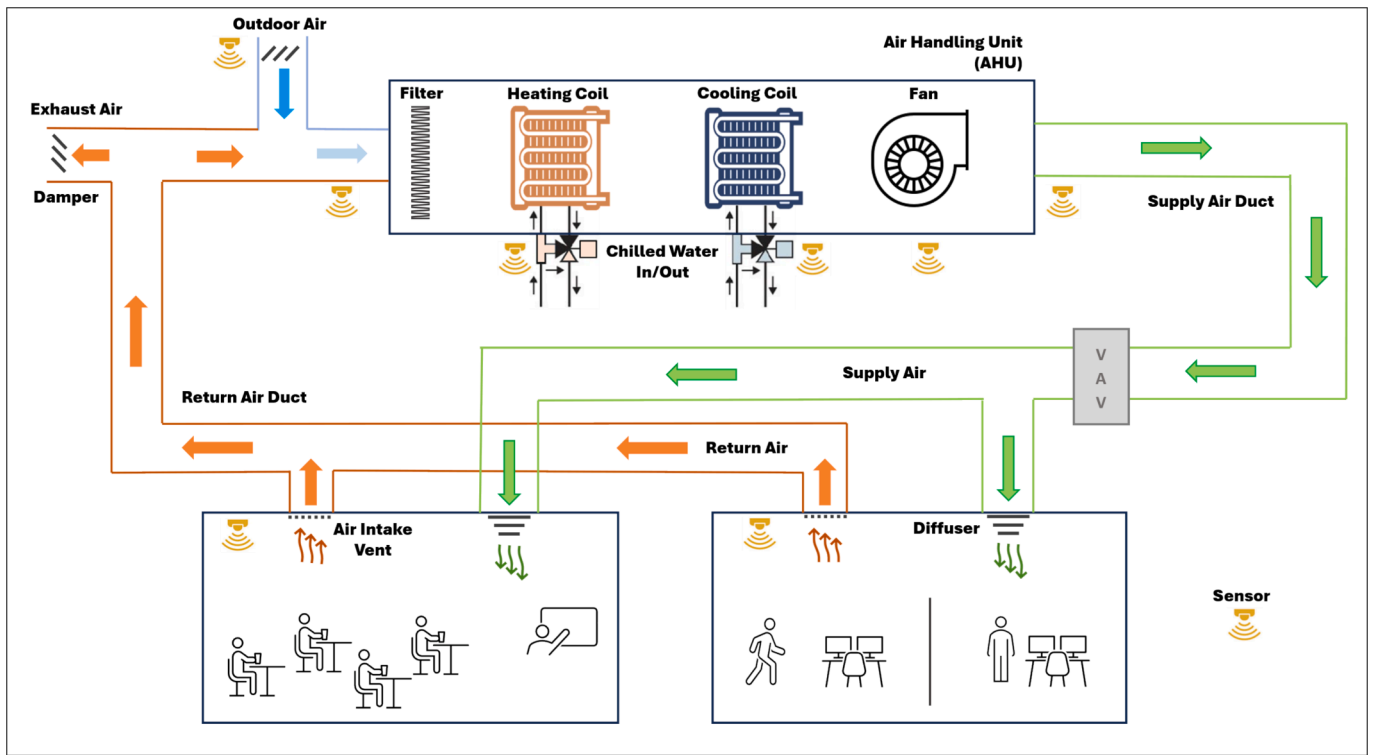 Outdoor Air
Air Handling Unit
(AHU)
Exhaust Air
Filter
Heating Coil
Cooling Coil
Fan
Damper
Supply Air Duct
Chilled Water
In/Out
V
A
V
Supply Air
Return Air Duct
Return Air
Air Intake
Vent
Diffuser
Sensor